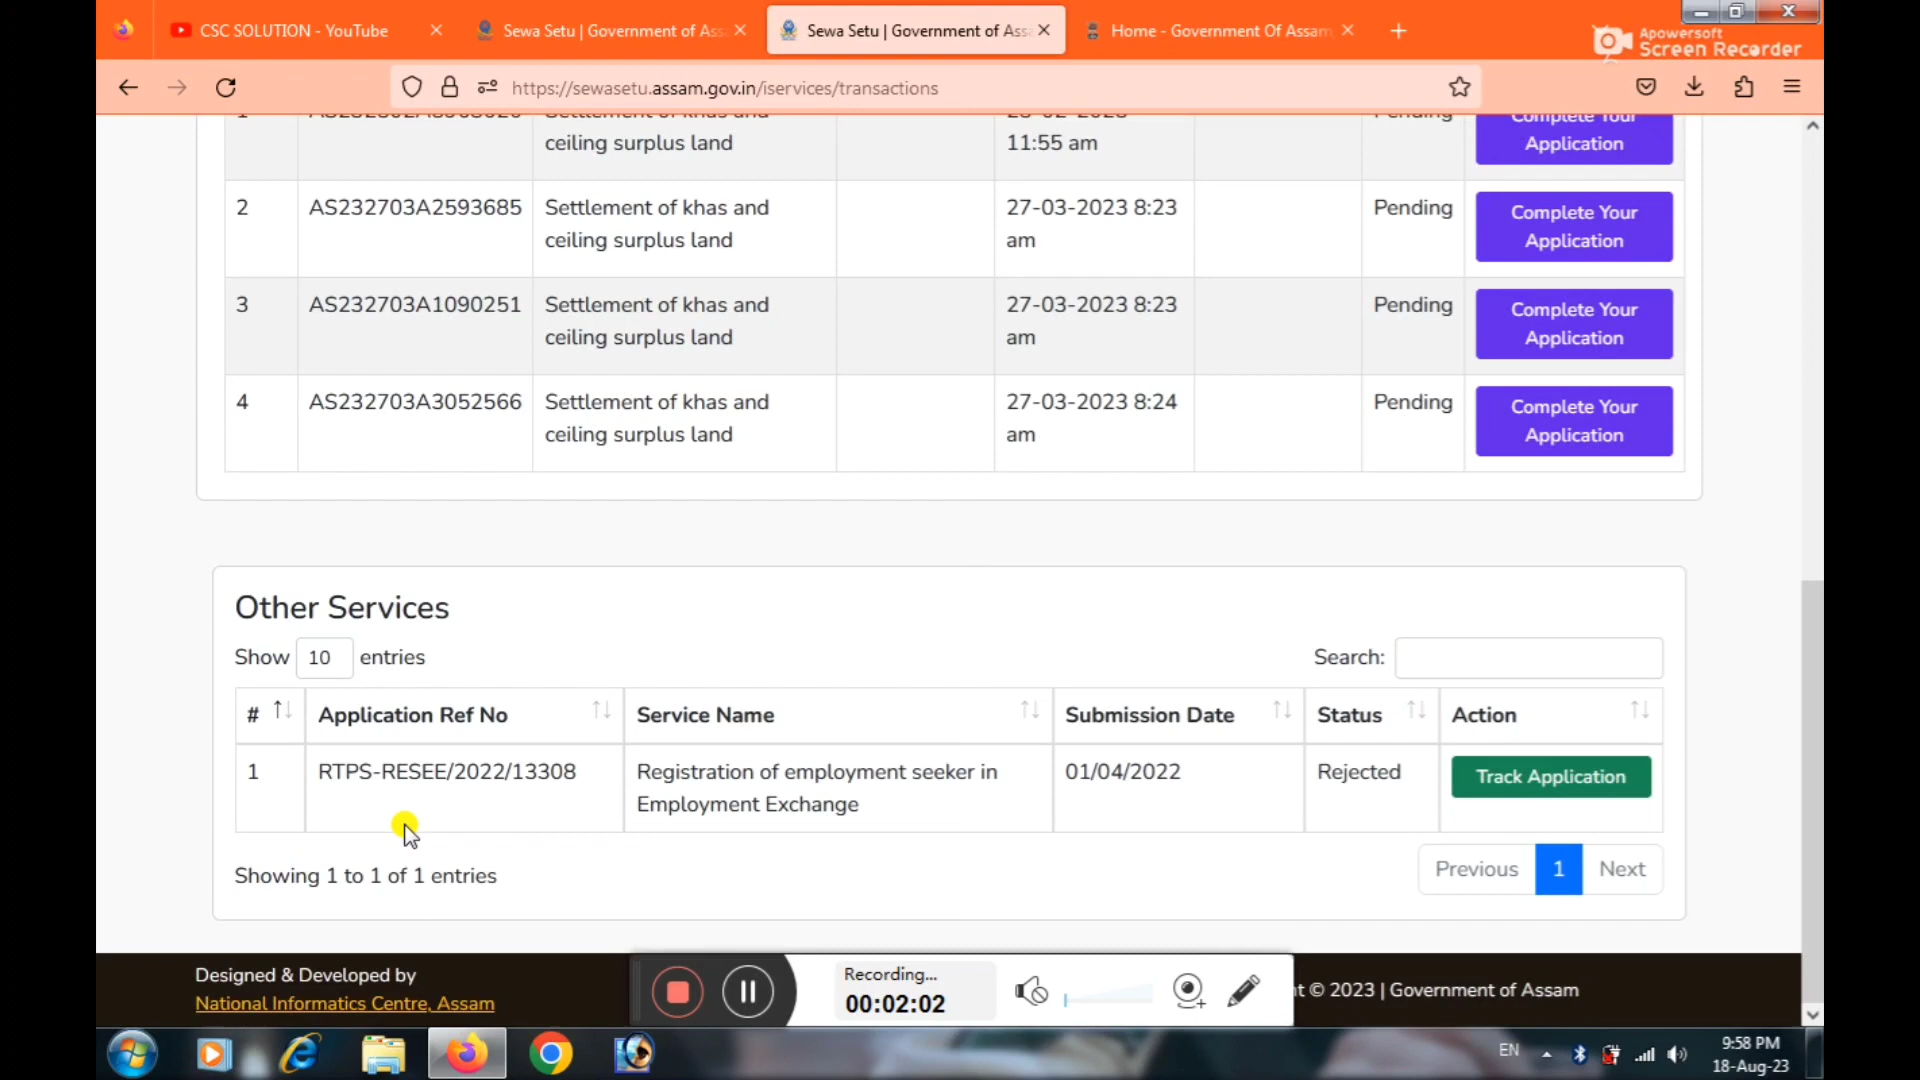 CSC SOLUTION - YouTube
Sewa Setu | Government of Ass
Sewa Setu | Government of Ass
Home - Government Of Assam,
Apowersoft
Screen Recorder
https://sewasetu.assam.gov.in/iservices/transactions
1
ceiling surplus land
11:55 am
Pending
Complete Your
Application
2 AS232703A2593685 Settlement of khas and 27-03-2023 8:23 Pending Complete Your
ceiling surplus land am Application
3 AS232703A1090251 Settlement of khas and 27-03-2023 8:23 Pending Complete Your
ceiling surplus land am Application
4 AS232703A3052566 Settlement of khas and 27-03-2023 8:24 Pending Complete Your
ceiling surplus land am Application
Other Services
Show 10 entries Search:
# Application Ref No Service Name Submission Date Status Action
1 RTPS-RESEE/2022/13308 Registration of employment seeker in 01/04/2022 Rejected Track Application
Employment Exchange
Showing 1 to 1 of 1 entries
Previous 1 Next
Designed & Developed by
National Informatics Centre, Assam
Recording...
00:02:02
© 2023 | Government of Assam
EN
9:58 PM
18-Aug-23